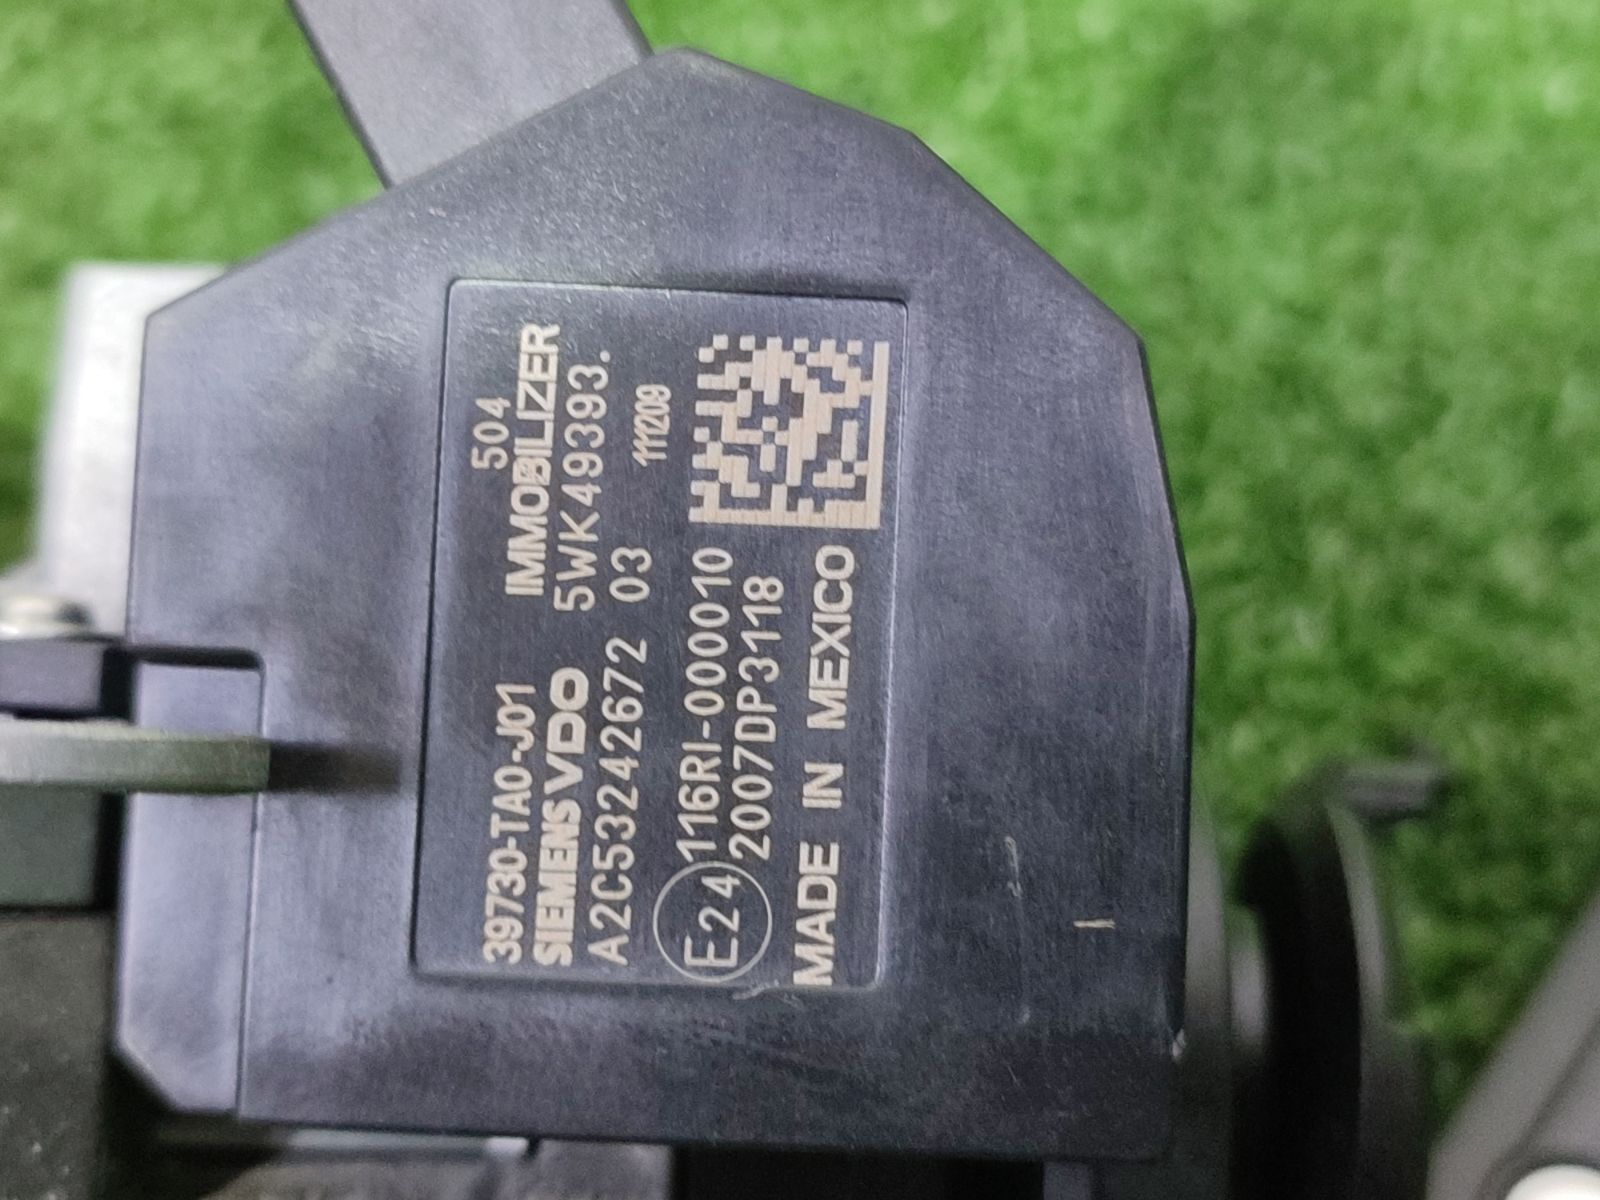 39730-TA0-J01 504
SIEMENS VDO IMMOBILIZER
A2C53242672 5WK49393.
03 111209
E24 116RI-000010
2007DP3118
MADE IN MEXICO